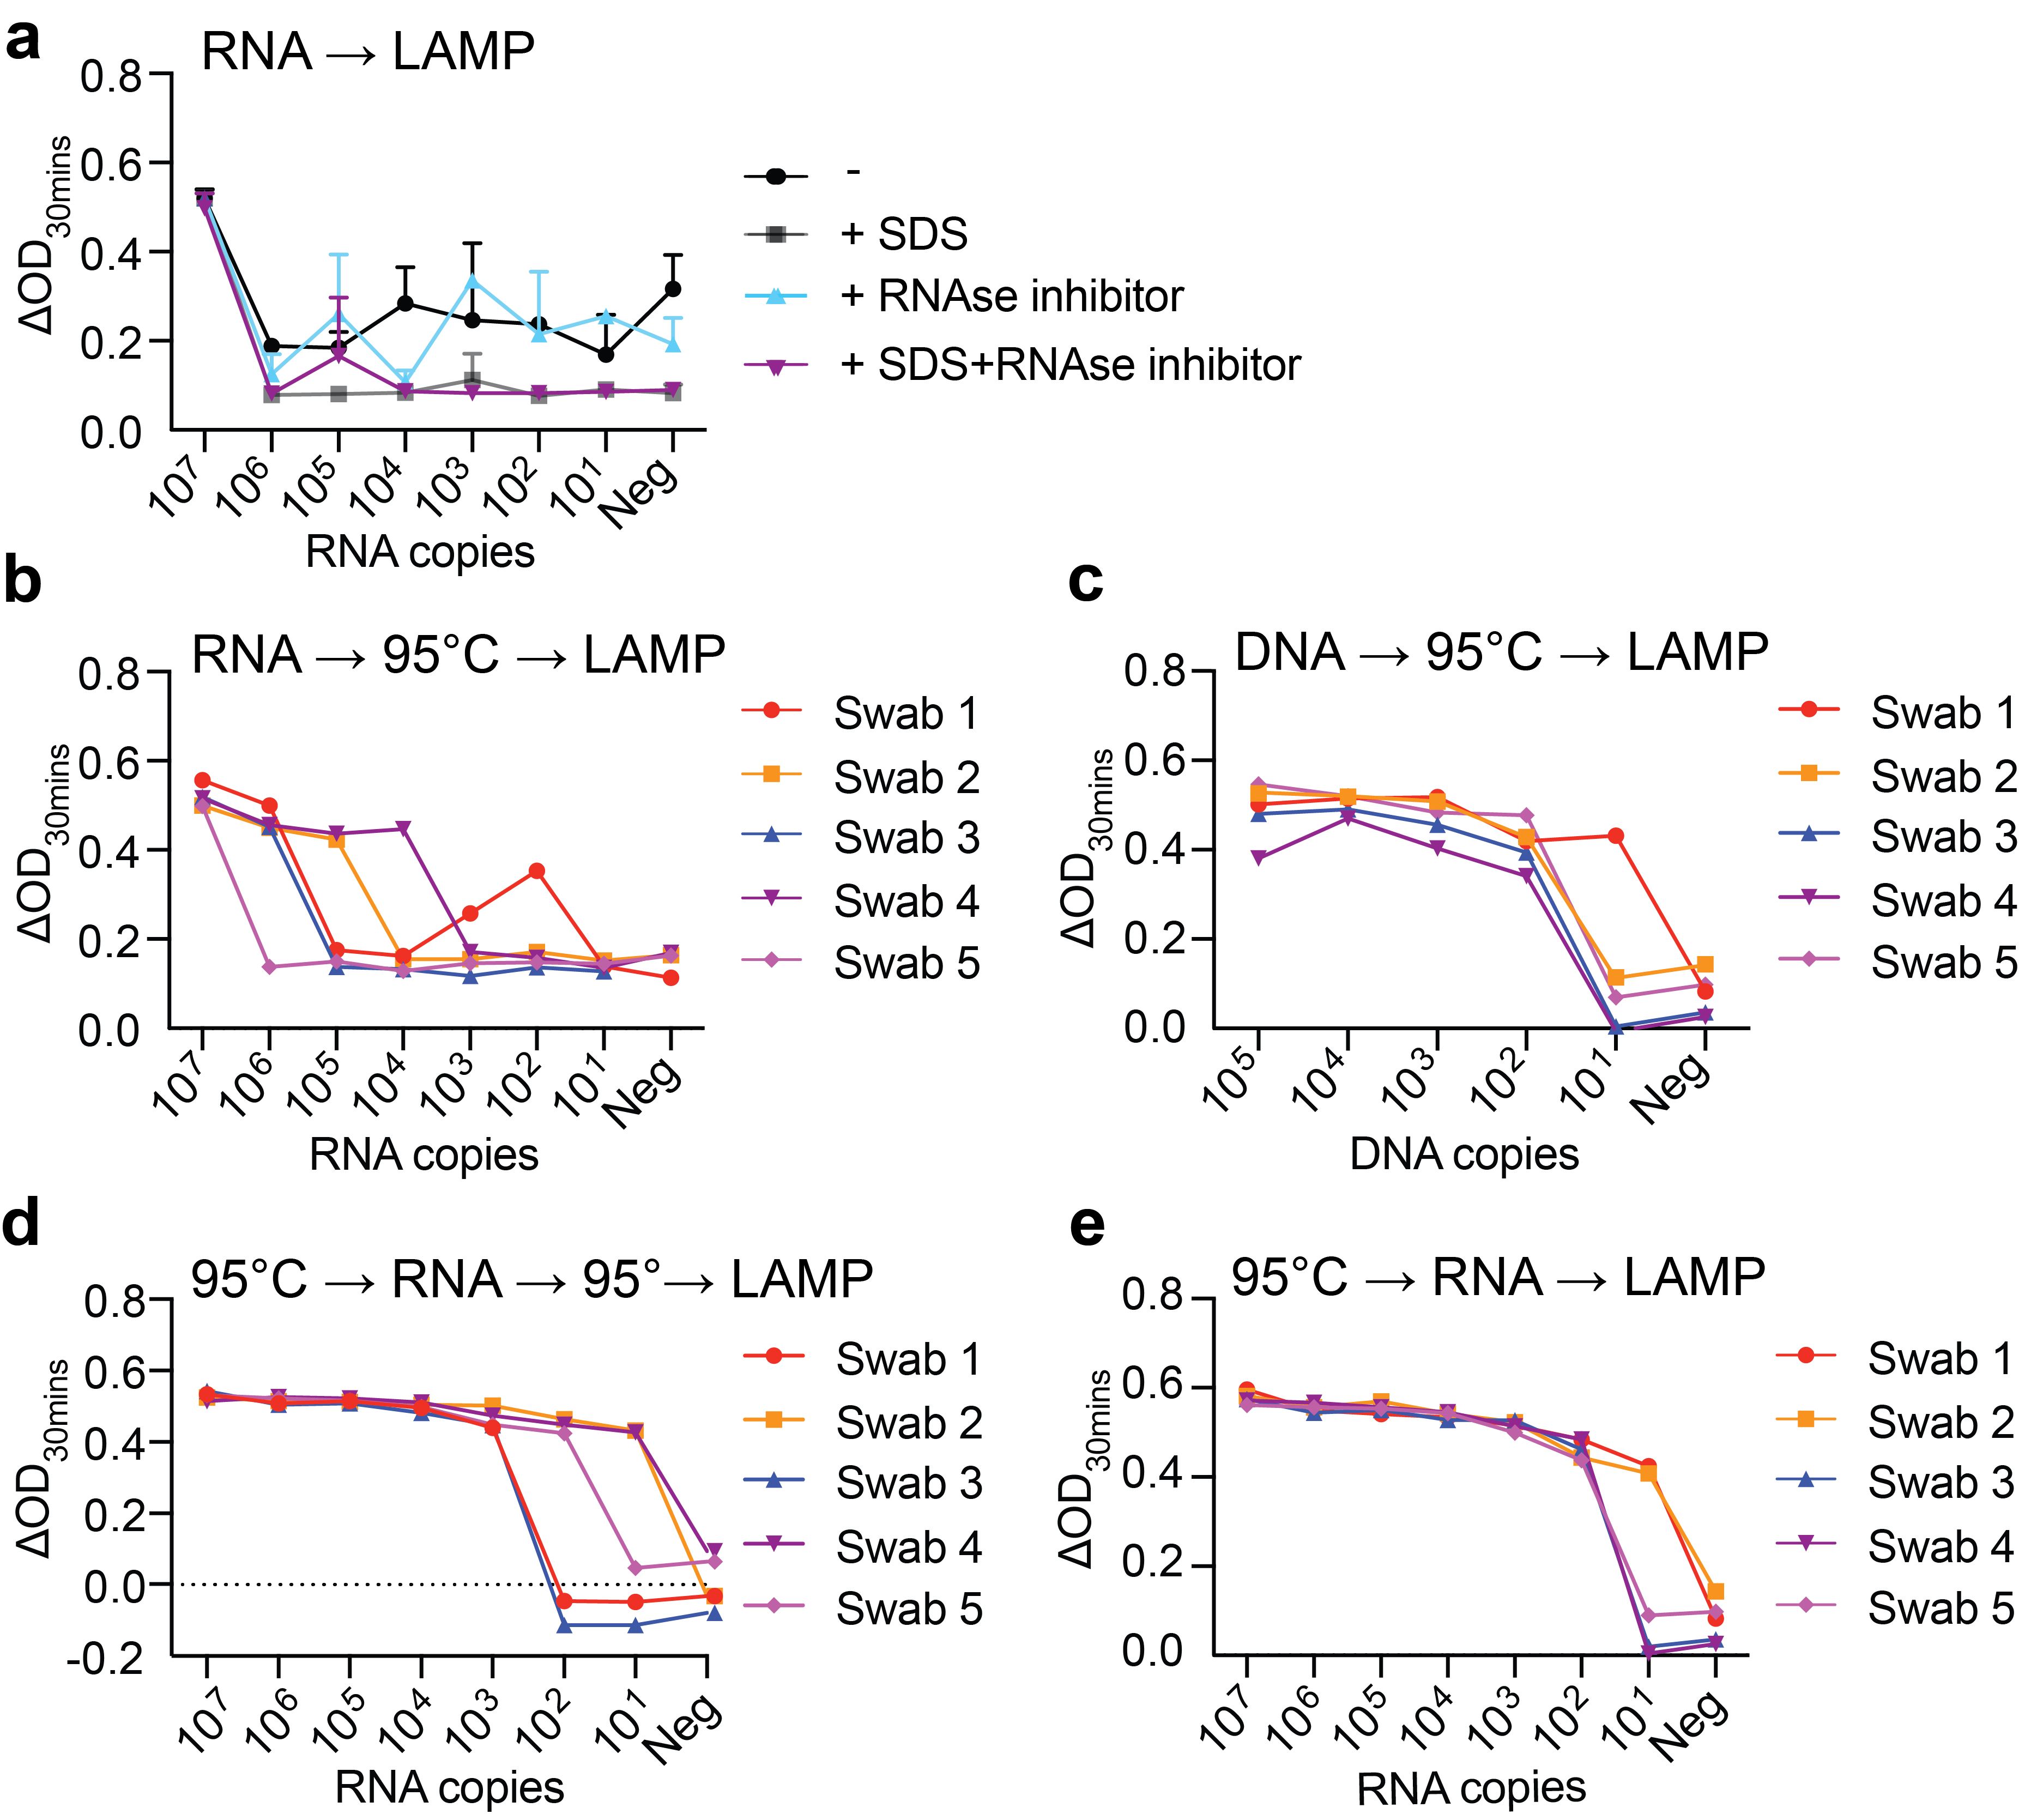 a
RNA → LAMP
ΔOD30mins
0.8
0.6
0.4
0.2
0.0
10⁷ 10⁶ 10⁵ 10⁴ 10³ 10² 10¹ Neg
RNA copies
-
+ SDS
+ RNAse inhibitor
+ SDS+RNAse inhibitor
b
RNA → 95°C → LAMP
ΔOD30mins
0.8
0.6
0.4
0.2
0.0
10⁷ 10⁶ 10⁵ 10⁴ 10³ 10² 10¹ Neg
RNA copies
Swab 1
Swab 2
Swab 3
Swab 4
Swab 5
c
DNA → 95°C → LAMP
ΔOD30mins
0.8
0.6
0.4
0.2
0.0
10⁵ 10⁴ 10³ 10² 10¹ Neg
DNA copies
Swab 1
Swab 2
Swab 3
Swab 4
Swab 5
d
95°C → RNA → 95°→ LAMP
ΔOD30mins
0.8
0.6
0.4
0.2
0.0
-0.2
10⁷ 10⁶ 10⁵ 10⁴ 10³ 10² 10¹ Neg
RNA copies
Swab 1
Swab 2
Swab 3
Swab 4
Swab 5
e
95°C → RNA → LAMP
ΔOD30mins
0.8
0.6
0.4
0.2
0.0
10⁷ 10⁶ 10⁵ 10⁴ 10³ 10² 10¹ Neg
RNA copies
Swab 1
Swab 2
Swab 3
Swab 4
Swab 5